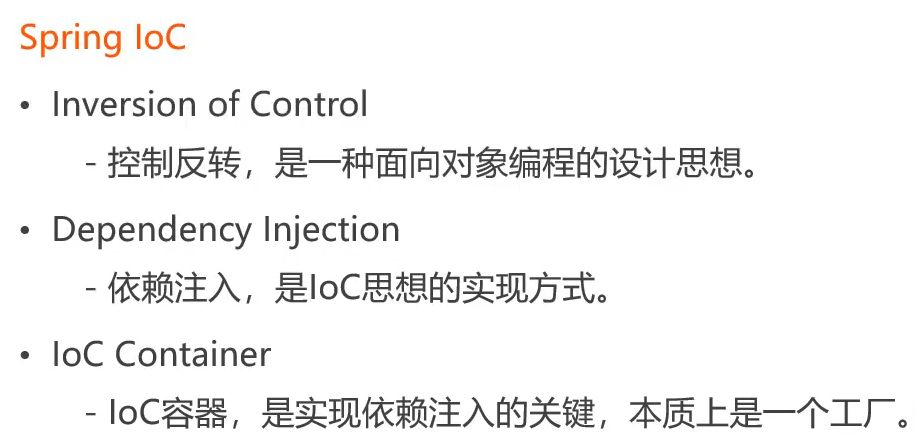 Spring IoC
• Inversion of Control
- 控制反转，是一种面向对象编程的设计思想。
• Dependency Injection
- 依赖注入，是IoC思想的实现方式。
• IoC Container
- IoC容器，是实现依赖注入的关键，本质上是一个工厂。